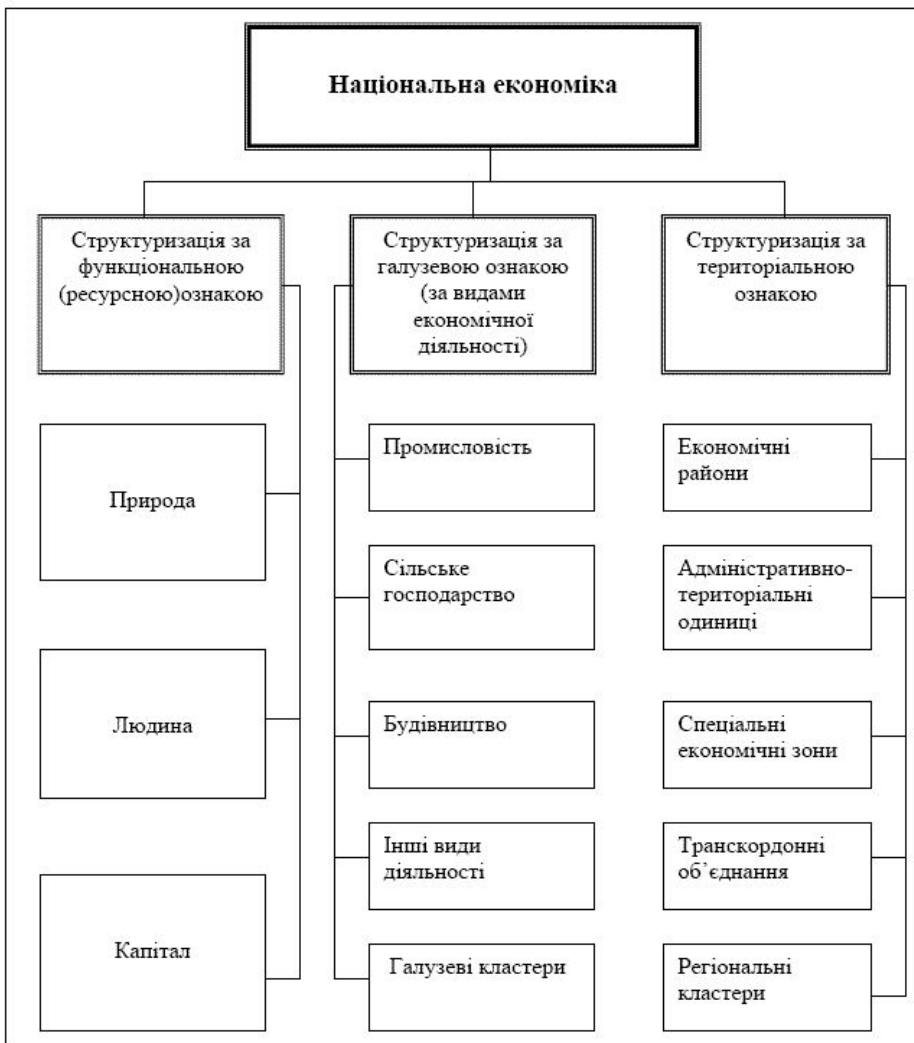 Національна економіка
Структуризація за
функціональною
(ресурсною)ознакою
Природа
Людина
Капітал
Структуризація за
галузевою ознакою
(за видами
економічної
діяльності)
Промисловість
Сільське
господарство
Будівництво
Інші види
діяльності
Галузеві кластери
Структуризація за
територіальною
ознакою
Економічні
райони
Адміністративно-
територіальні
одиниці
Спеціальні
економічні зони
Транскордонні
об’єднання
Регіональні
кластери